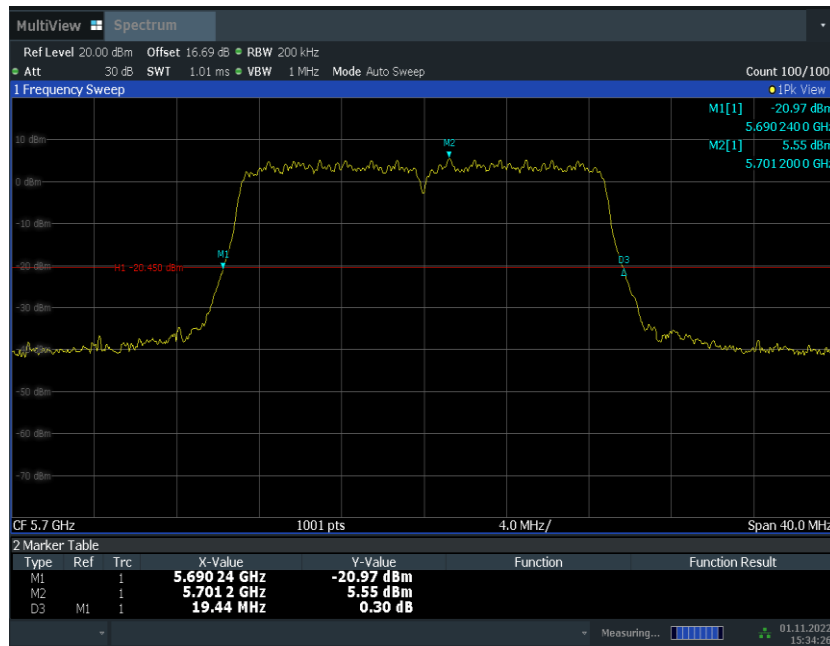 MultiView Spectrum
Ref Level 20.00 dBm Offset 16.69 dB RBW 200 kHz
Att 30 dB SWT 1.01 ms VBW 1 MHz Mode Auto Sweep Count 100/100
1 Frequency Sweep 1Pk View
M1[1] -20.97 dBm
5.690 240 0 GHz
M2[1] 5.55 dBm
5.701 200 0 GHz
10 dBm
M2
0 dBm
-10 dBm
M1
D3
-20 dBm
H1 -20.450 dBm
-30 dBm
-50 dBm
-60 dBm
-70 dBm
CF 5.7 GHz 1001 pts 4.0 MHz/ Span 40.0 MHz
2 Marker Table
Type Ref Trc X-Value Y-Value Function Function Result
M1 1 5.690 24 GHz -20.97 dBm
M2 1 5.701 2 GHz 5.55 dBm
D3 M1 1 19.44 MHz 0.30 dB
Measuring... 01.11.2022
15:34:26